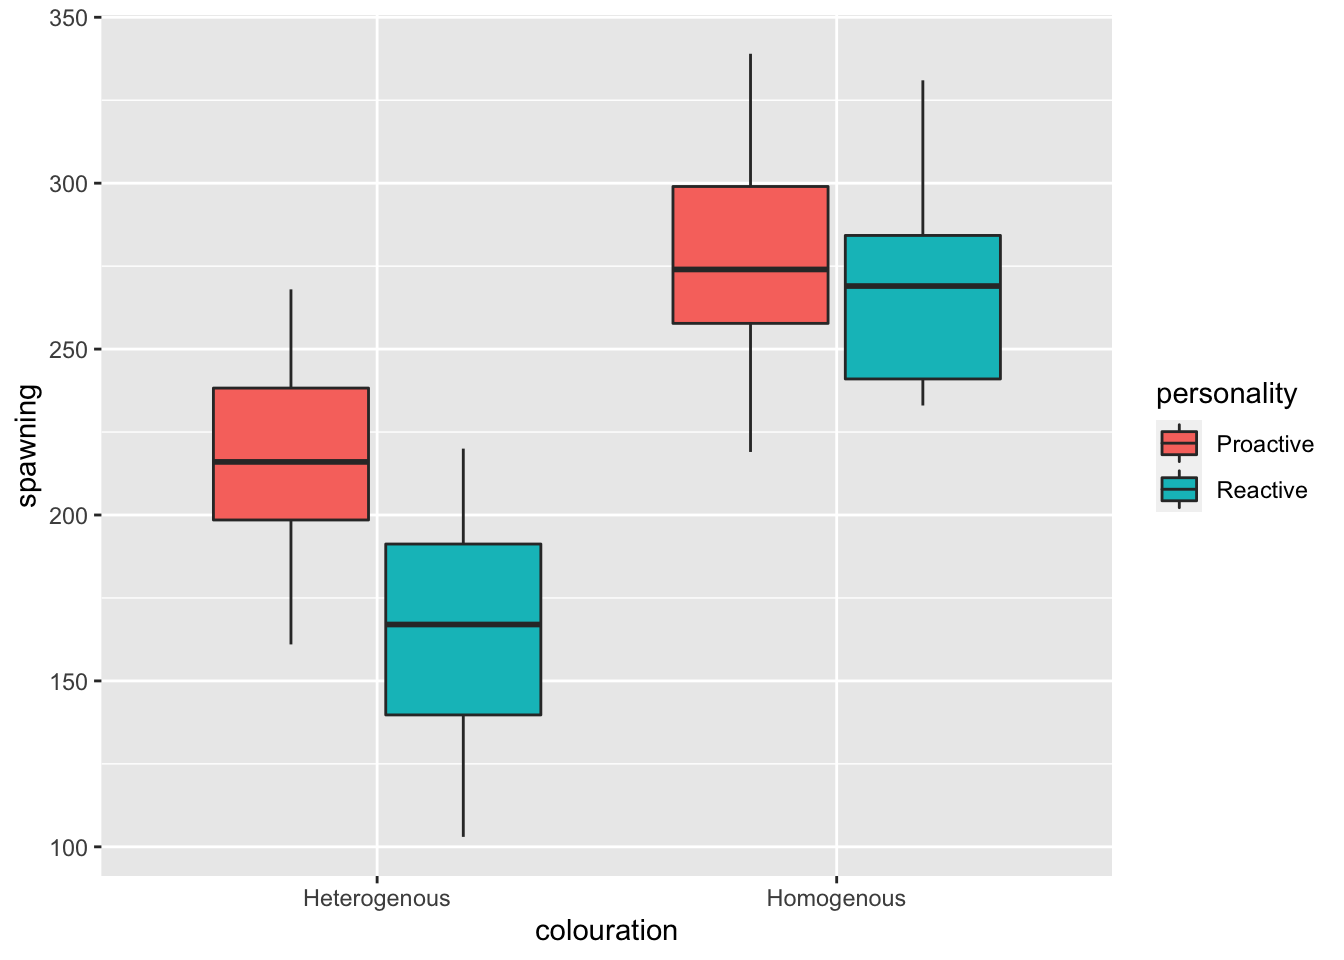 350
300
250
200
150
100
spawning
Heterogenous
Homogenous
colouration
personality
Proactive
Reactive